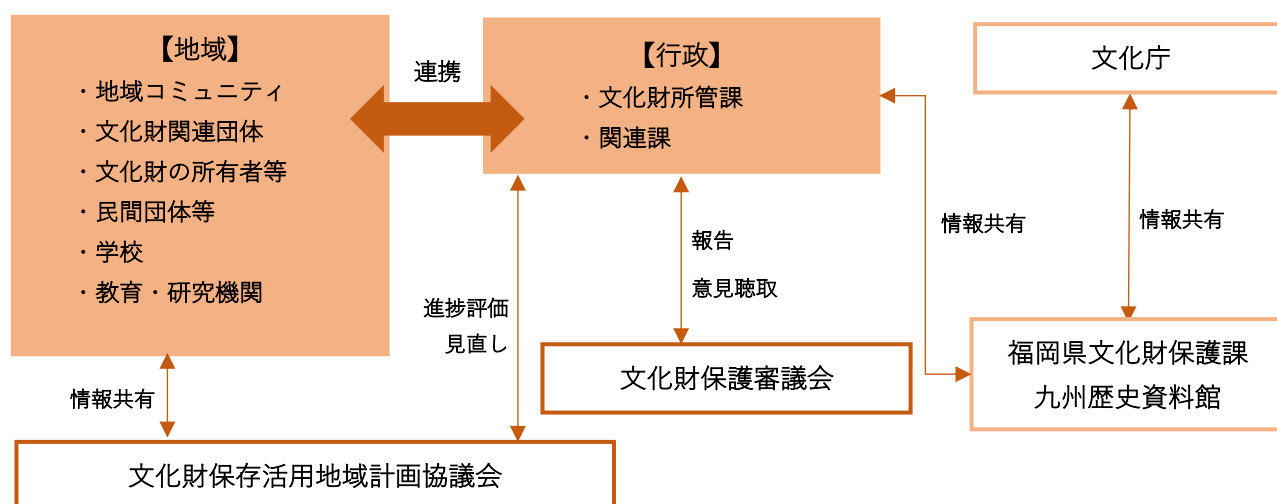 【地域】
・地域コミュニティ
・文化財関連団体
・文化財の所有者等
・民間団体等
・学校
・教育・研究機関
連携
【行政】
・文化財所管課
・関連課
文化庁
情報共有
情報共有
報告
意見聴取
進捗評価
見直し
情報共有
文化財保護審議会
福岡県文化財保護課
九州歴史資料館
文化財保存活用地域計画協議会